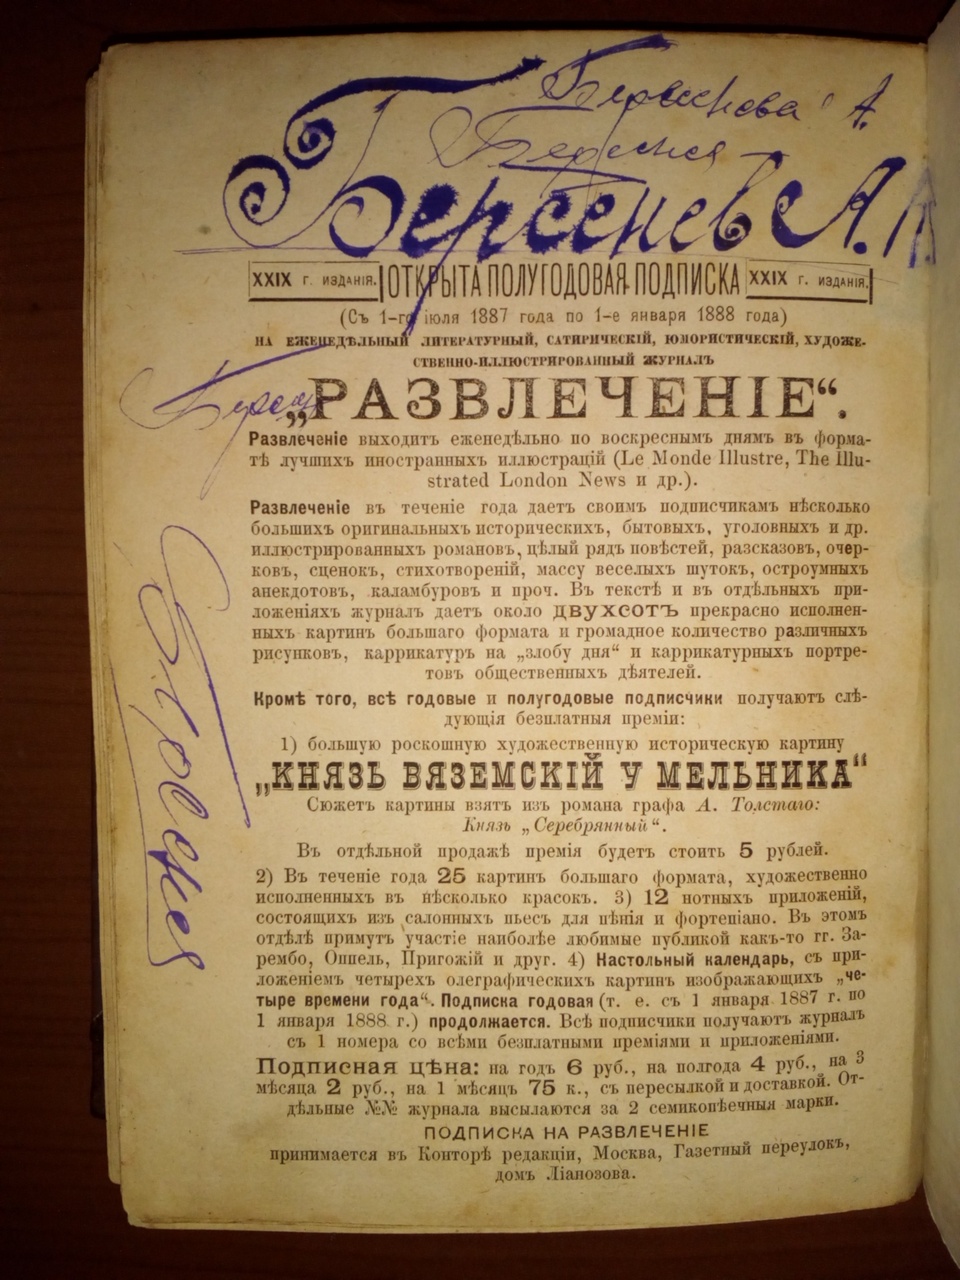 Берсенева А.
Берсенев А.
XXIX г. изданія. ОТКРЫТА ПОЛУГОДОВАЯ ПОДПИСКА XXIX г. изданія.
(Съ 1-го іюля 1887 года по 1-е января 1888 года)
НА ЕЖЕНЕДѢЛЬНЫЙ ЛИТЕРАТУРНЫЙ, САТИРИЧЕСКІЙ, ЮМОРИСТИЧЕСКІЙ, ХУДОЖЕ-
СТВЕННО-ИЛЛЮСТРИРОВАННЫЙ ЖУРНАЛЪ
„РАЗВЛЕЧЕНІЕ“.
Развлеченіе выходитъ еженедѣльно по воскреснымъ днямъ въ форма-
тѣ лучшихъ иностранныхъ иллюстрацій (Le Monde Illustre, The Illu-
strated London News и др.).
Развлеченіе въ теченіе года даетъ своимъ подписчикамъ нѣсколько
большихъ оригинальныхъ историческихъ, бытовыхъ, уголовныхъ и др.
иллюстрированныхъ романовъ, цѣлый рядъ повѣстей, разсказовъ, очер-
ковъ, сценокъ, стихотвореній, массу веселыхъ шутокъ, остроумныхъ
анекдотовъ, каламбуровъ и проч. Въ текстѣ и въ отдѣльныхъ при-
ложеніяхъ журналъ даетъ около ДВУХСОТЪ прекрасно исполнен-
ныхъ картинъ большаго формата и громадное количество различныхъ
рисунковъ, каррикатуръ на „злобу дня“ и каррикатурныхъ портре-
товъ общественныхъ дѣятелей.
Кромѣ того, всѣ годовые и полугодовые подписчики получаютъ слѣ-
дующія безплатныя преміи:
1) большую роскошную художественную историческую картину
„КНЯЗЬ ВЯЗЕМСКІЙ У МЕЛЬНИКА“
Сюжетъ картины взятъ изъ романа графа А. Толстаго:
Князь „Серебрянный“.
Въ отдѣльной продажѣ премія будетъ стоить 5 рублей.
2) Въ теченіе года 25 картинъ большаго формата, художественно
исполненныхъ въ нѣсколько красокъ. 3) 12 нотныхъ приложеній,
состоящихъ изъ салонныхъ пьесъ для пѣнія и фортепіано. Въ этомъ
отдѣлѣ примутъ участіе наиболѣе любимые публикой какъ-то гг. За-
рембо, Оппель, Пригожій и друг. 4) Настольный календарь, съ при-
ложеніемъ четырехъ олеграфическихъ картинъ изображающихъ „че-
тыре времени года“. Подписка годовая (т. е. съ 1 января 1887 г. по
1 января 1888 г.) продолжается. Всѣ подписчики получаютъ журналъ
съ 1 номера со всѣми безплатными преміями и приложеніями.
Подписная цѣна: на годъ 6 руб., на полгода 4 руб., на 3
мѣсяца 2 руб., на 1 мѣсяцъ 75 к., съ пересылкой и доставкой. От-
дѣльные №№ журнала высылаются за 2 семикопѣечныя марки.
ПОДПИСКА НА РАЗВЛЕЧЕНІЕ
принимается въ Конторѣ редакціи, Москва, Газетный переулокъ,
домъ Ліанозова.